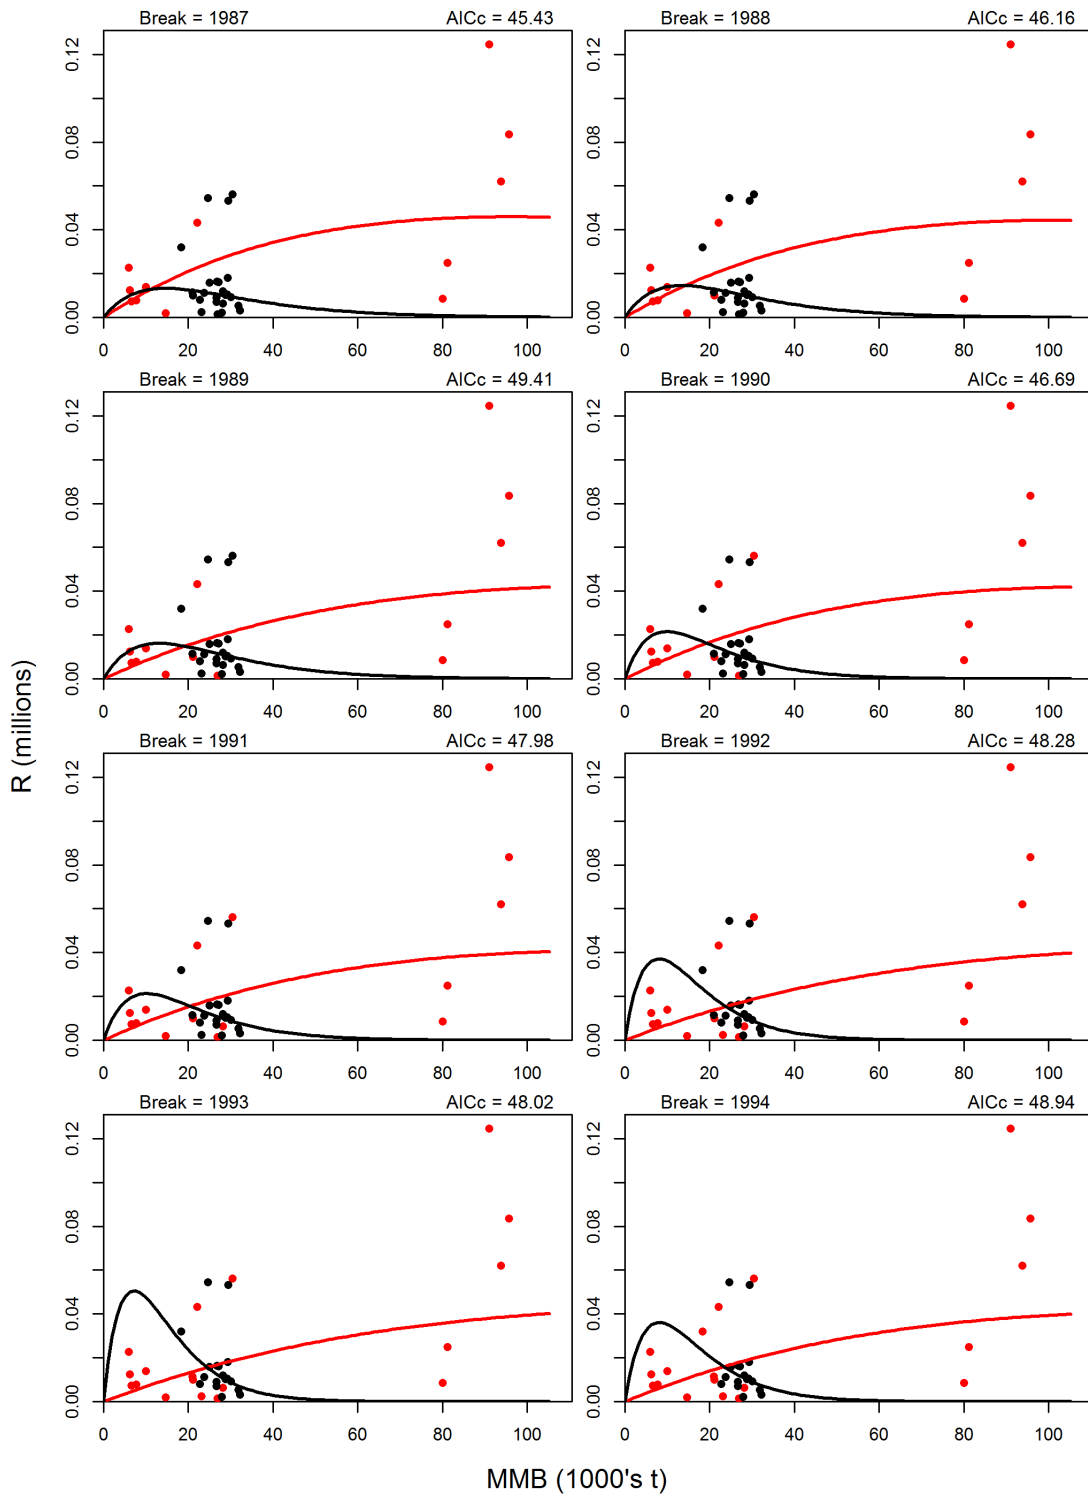 Break = 1987 AICc = 45.43
Break = 1988 AICc = 46.16
0.12
0.08
0.04
0.00
0 20 40 60 80 100
0.12
0.08
0.04
0.00
0 20 40 60 80 100
Break = 1989 AICc = 49.41
Break = 1990 AICc = 46.69
0.12
0.08
0.04
0.00
0 20 40 60 80 100
0.12
0.08
0.04
0.00
0 20 40 60 80 100
R (millions)
Break = 1991 AICc = 47.98
Break = 1992 AICc = 48.28
0.12
0.08
0.04
0.00
0 20 40 60 80 100
0.12
0.08
0.04
0.00
0 20 40 60 80 100
Break = 1993 AICc = 48.02
Break = 1994 AICc = 48.94
0.12
0.08
0.04
0.00
0 20 40 60 80 100
0.12
0.08
0.04
0.00
0 20 40 60 80 100
MMB (1000's t)